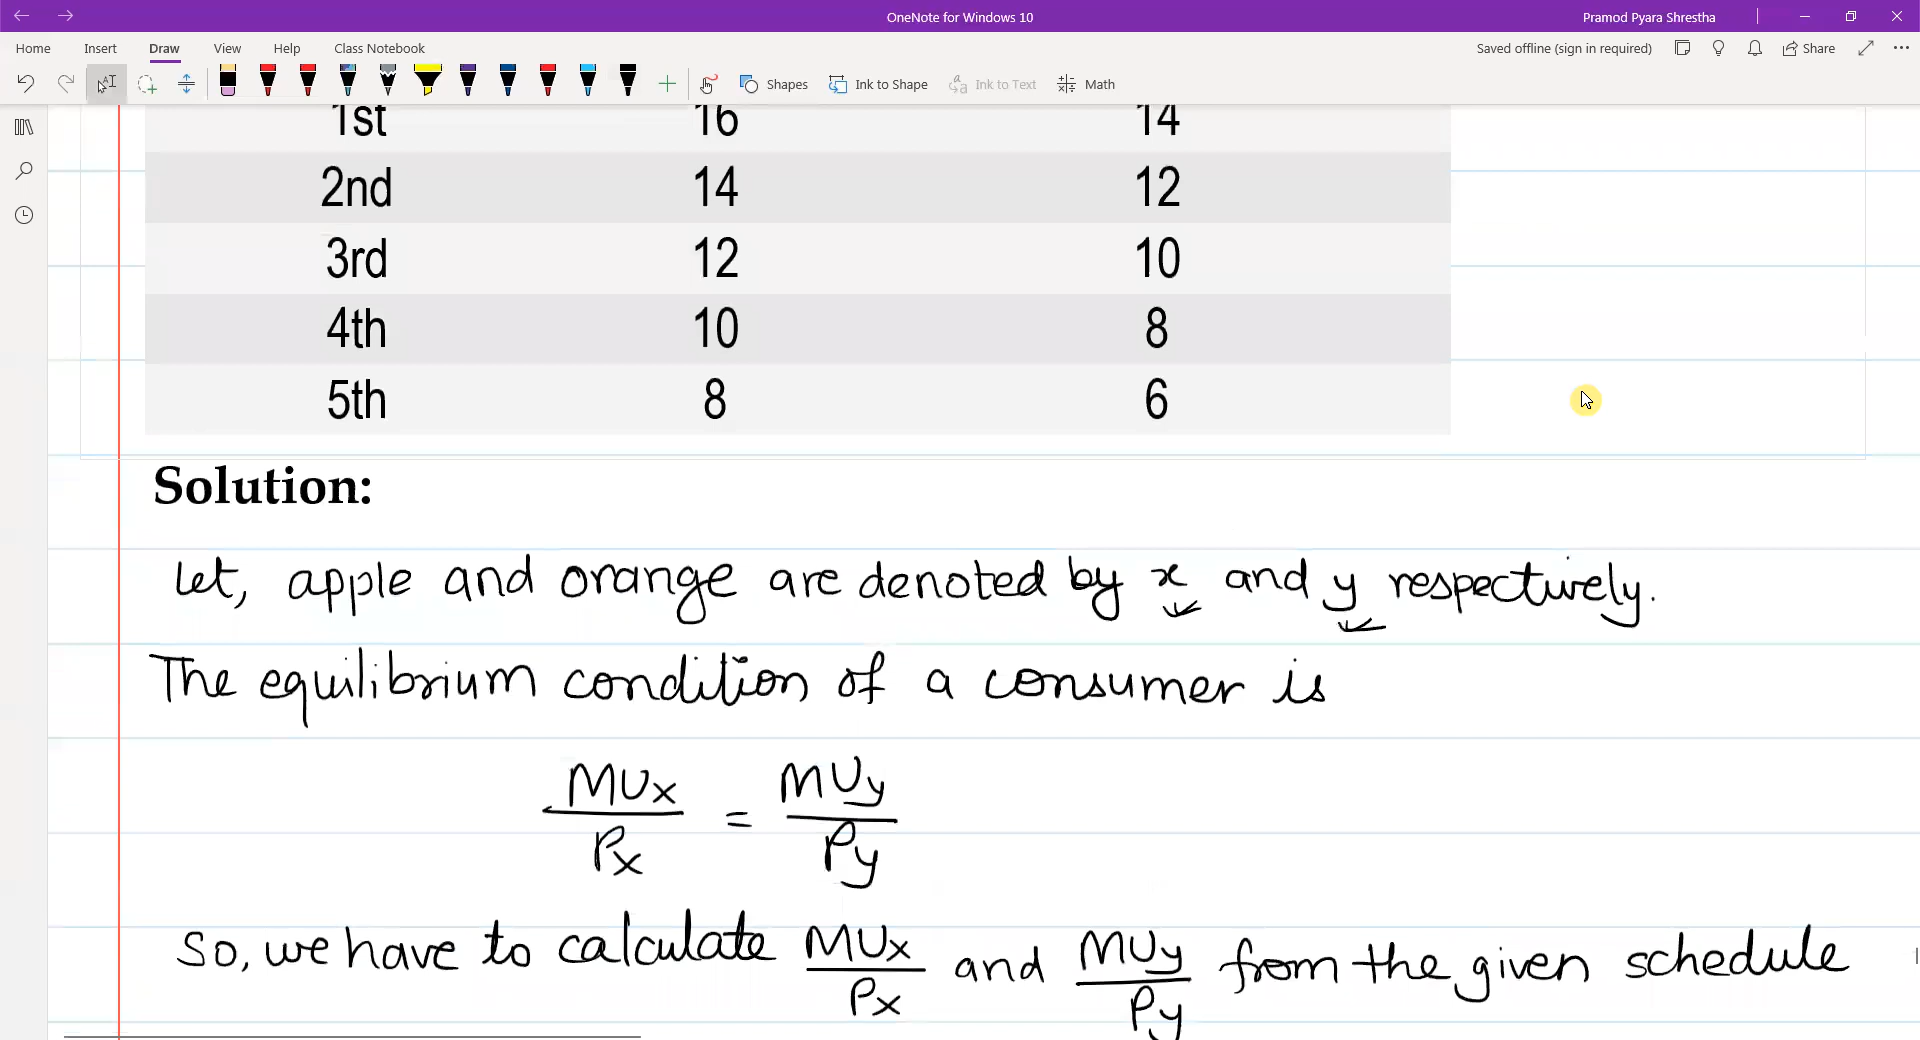 OneNote for Windows 10
Pramod Pyara Shrestha
Home Insert Draw View Help Class Notebook
Saved offline (sign in required) Share
Shapes Ink to Shape Ink to Text Math
1st 16 14
2nd 14 12
3rd 12 10
4th 10 8
5th 8 6
Solution:
Let, apple and orange are denoted by x and y respectively.
The equilibrium condition of a consumer is
MUx / Px = MUy / Py
So, we have to calculate MUx / Px and MUy / Py from the given schedule